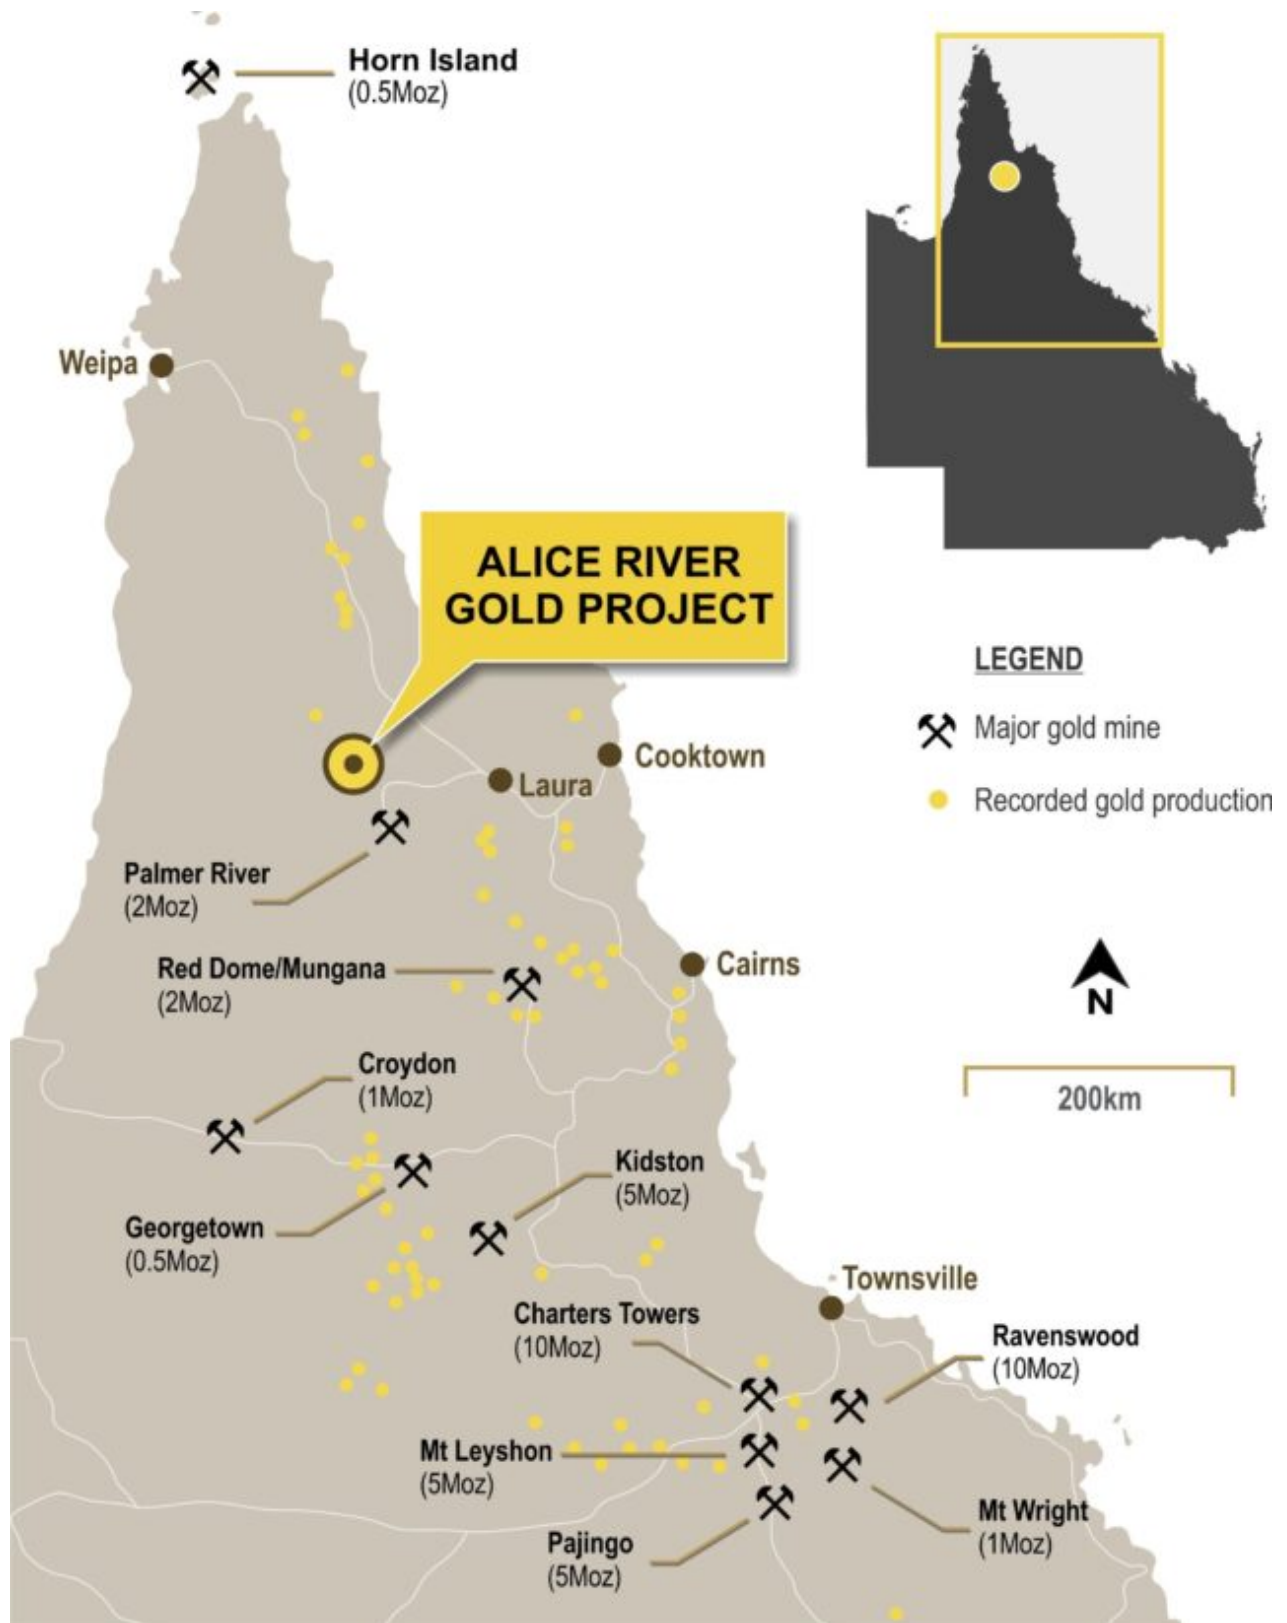 Horn Island
(0.5Moz)
Weipa
ALICE RIVER
GOLD PROJECT
LEGEND
Major gold mine
Recorded gold production
Cooktown
Laura
Palmer River
(2Moz)
Cairns
Red Dome/Mungana
(2Moz)
N
200km
Croydon
(1Moz)
Kidston
(5Moz)
Georgetown
(0.5Moz)
Townsville
Charters Towers
(10Moz)
Ravenswood
(10Moz)
Mt Leyshon
(5Moz)
Mt Wright
(1Moz)
Pajingo
(5Moz)